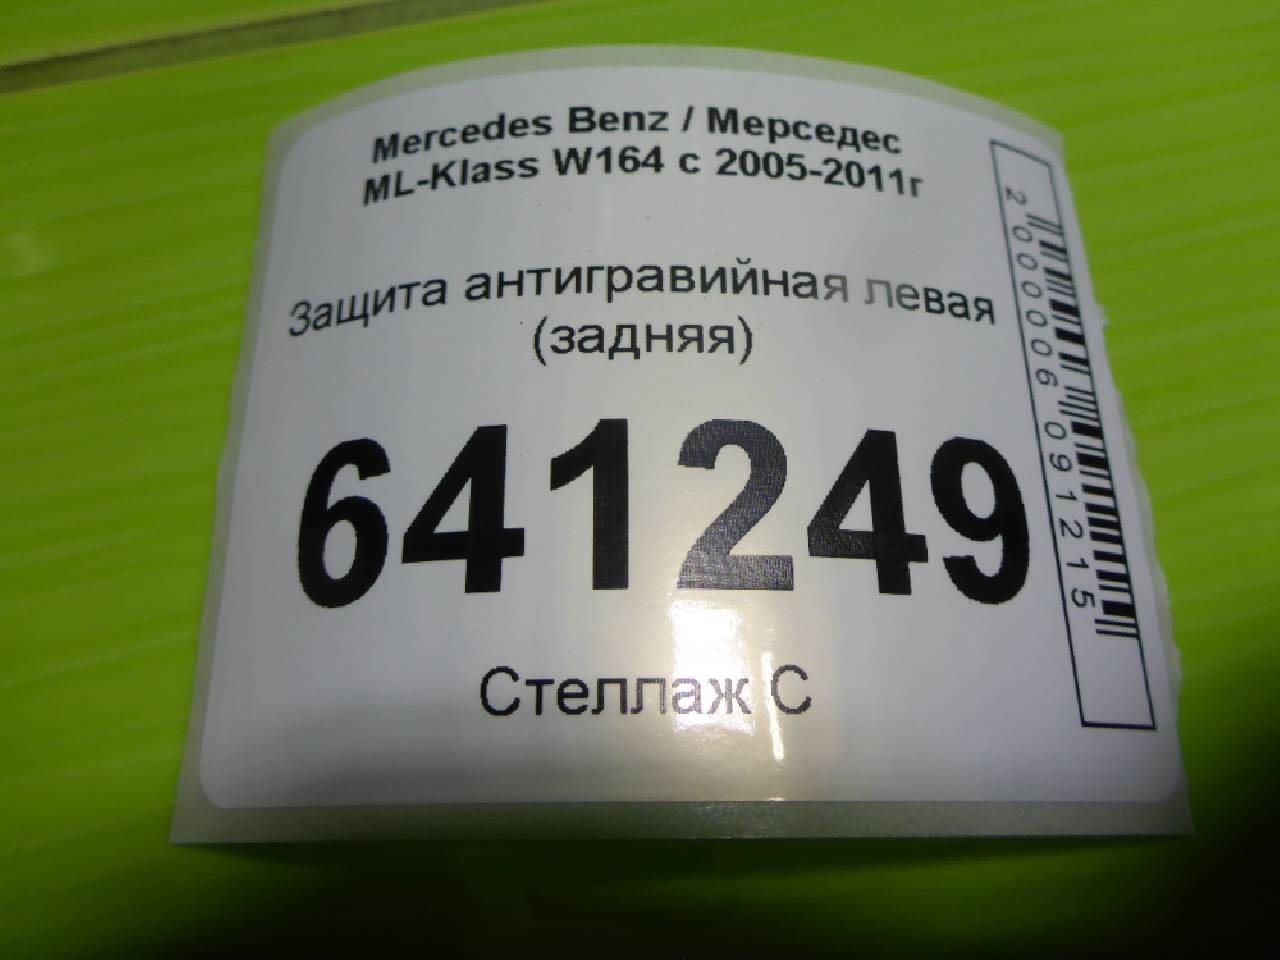 Mercedes Benz / Мерседес
ML-Klass W164 с 2005-2011г
Защита антигравийная левая
(задняя)
641249
Стеллаж С
2000006091215